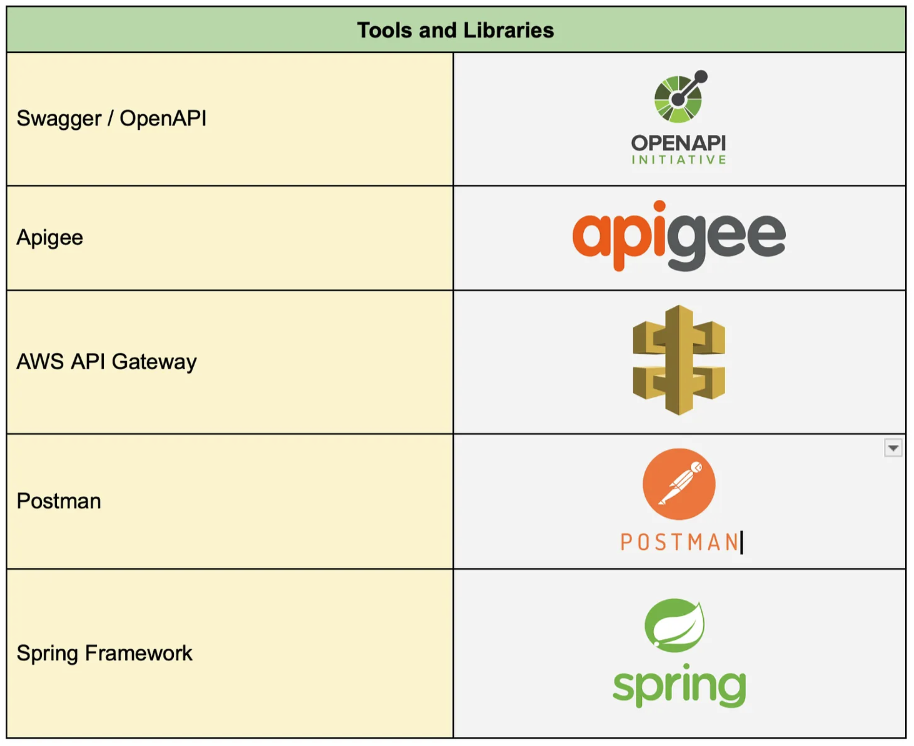 Tools and Libraries
Swagger / OpenAPI
OPENAPI
INITIATIVE
Apigee
apigee
AWS API Gateway
Postman
POSTMAN
Spring Framework
spring